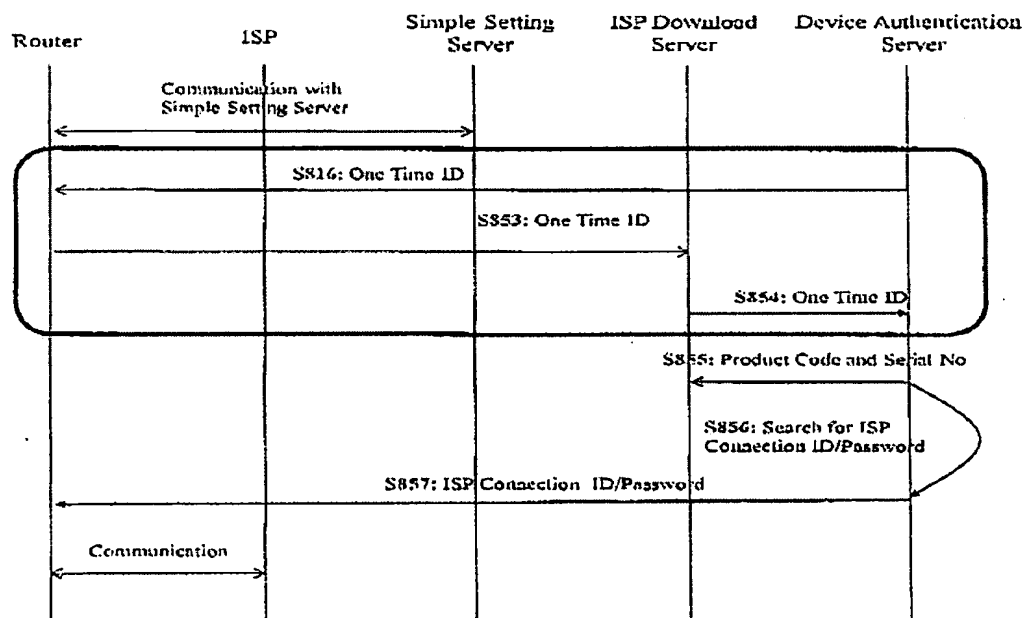 Router
ISP
Simple Setting
Server
ISP Download
Server
Device Authentication
Server
Communication with
Simple Setting Server
S816: One Time ID
S853: One Time ID
S854: One Time ID
S855: Product Code and Serial No
S856: Search for ISP
Connection ID/Password
S857: ISP Connection ID/Password
Communication